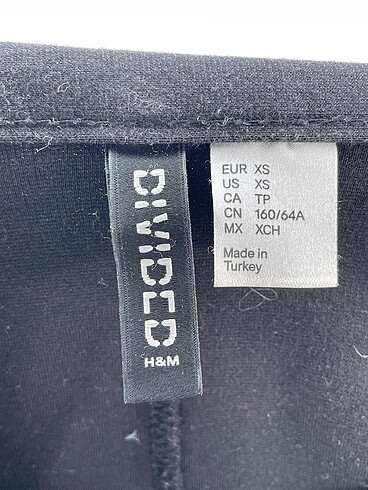 DIVIDED
H&M
EUR XS
US XS
CA TP
CN 160/64A
MX XCH
Made in
Turkey